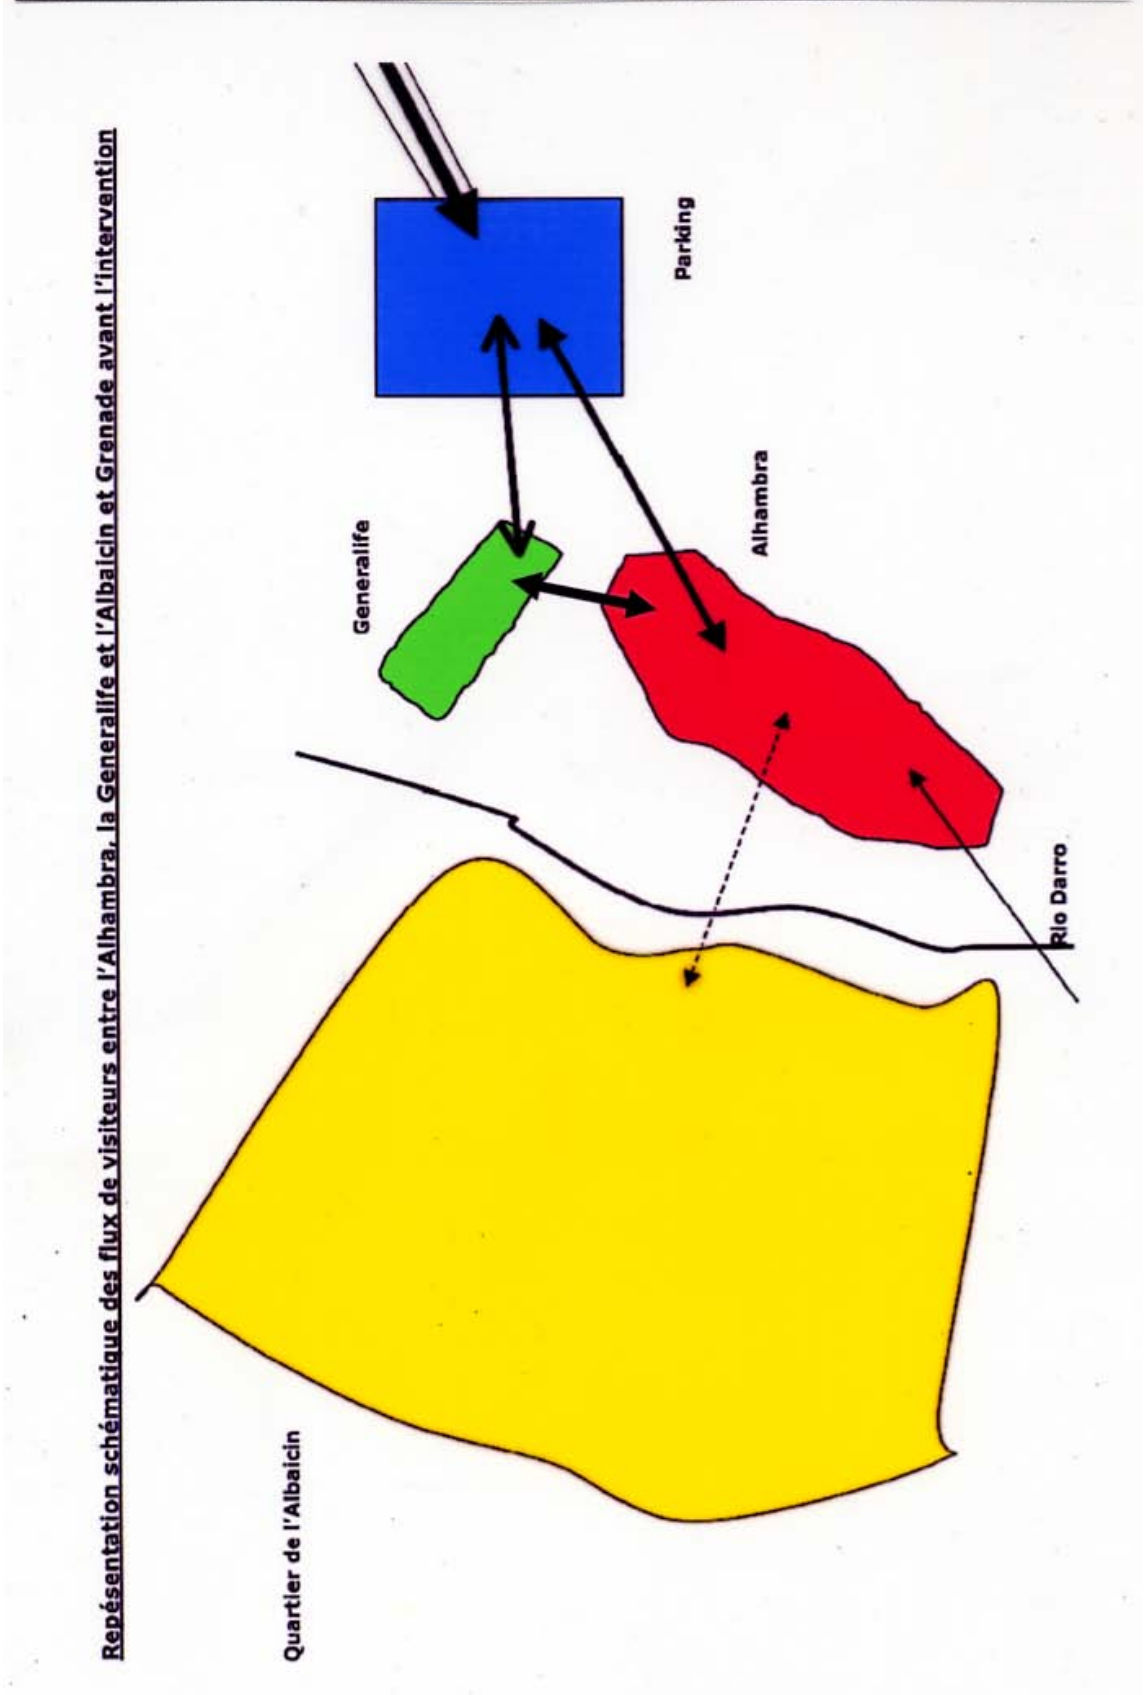 Repésentation schématique des flux de visiteurs entre l'Alhambra, la Generalife et l'Albaicin et Grenade avant l'intervention
Quartier de l'Albaicin
Generalife
Parking
Alhambra
Rio Darro